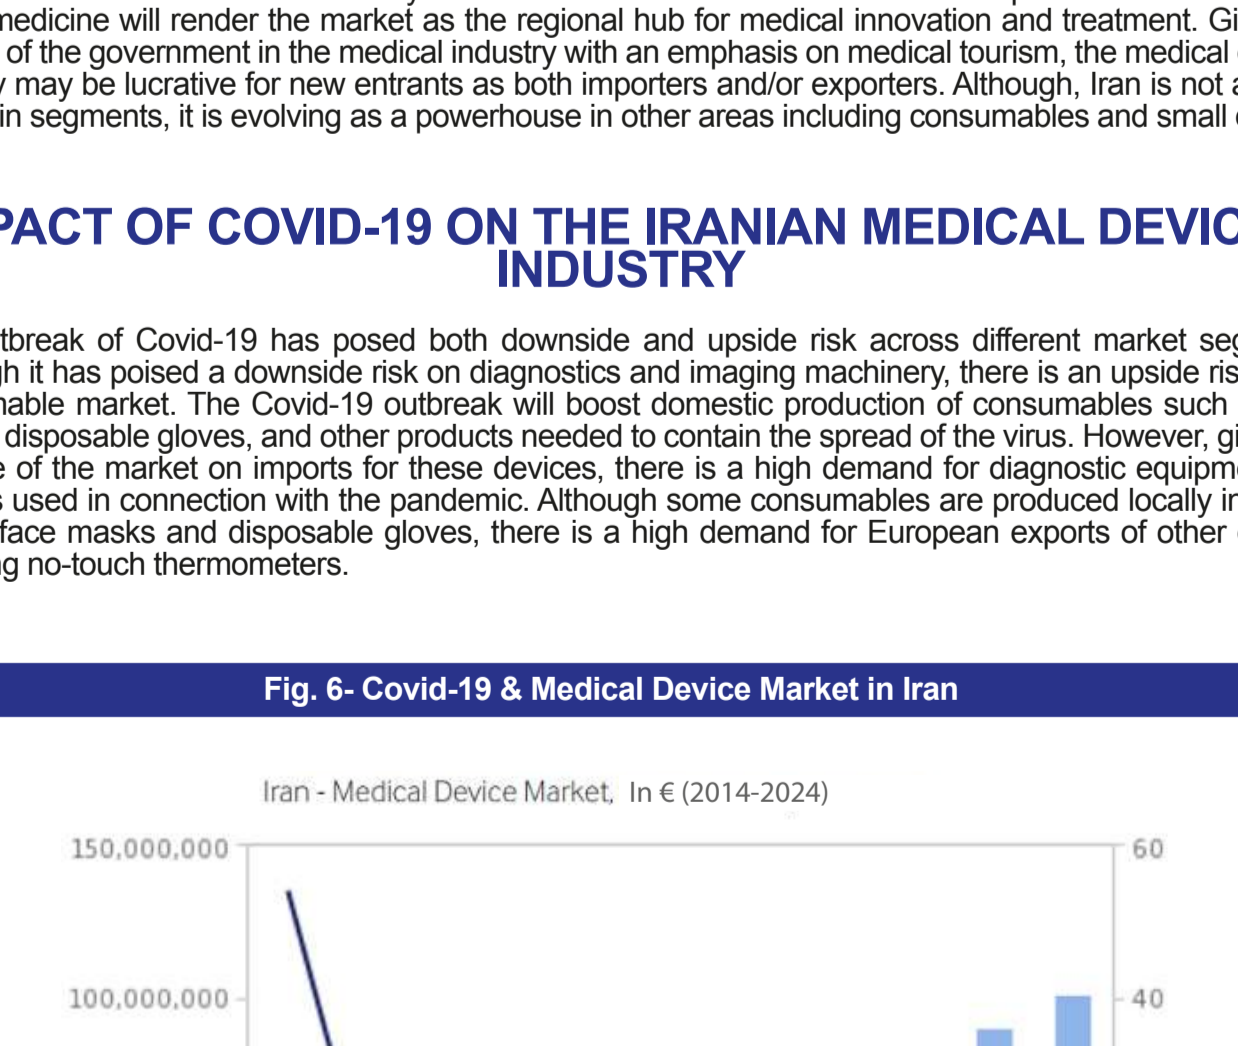 medicine will render the market as the regional hub for medical innovation and treatment. Gi
of the government in the medical industry with an emphasis on medical tourism, the medical
y may be lucrative for new entrants as both importers and/or exporters. Although, Iran is not a
in segments, it is evolving as a powerhouse in other areas including consumables and small
PACT OF COVID-19 ON THE IRANIAN MEDICAL DEVIC
INDUSTRY
tbreak of Covid-19 has posed both downside and upside risk across different market seg
gh it has poised a downside risk on diagnostics and imaging machinery, there is an upside ris
mable market. The Covid-19 outbreak will boost domestic production of consumables such
disposable gloves, and other products needed to contain the spread of the virus. However, gi
e of the market on imports for these devices, there is a high demand for diagnostic equipme
s used in connection with the pandemic. Although some consumables are produced locally in
face masks and disposable gloves, there is a high demand for European exports of other
ng no-touch thermometers.
Fig. 6- Covid-19 & Medical Device Market in Iran
Iran - Medical Device Market, In € (2014-2024)
150,000,000 60
100,000,000 40